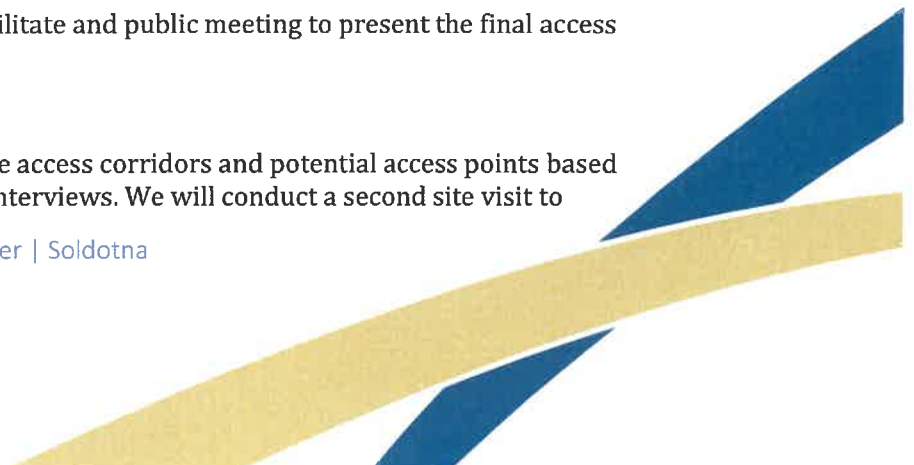 ilitate and public meeting to present the final access
e access corridors and potential access points based
nterviews. We will conduct a second site visit to
er | Soldotna